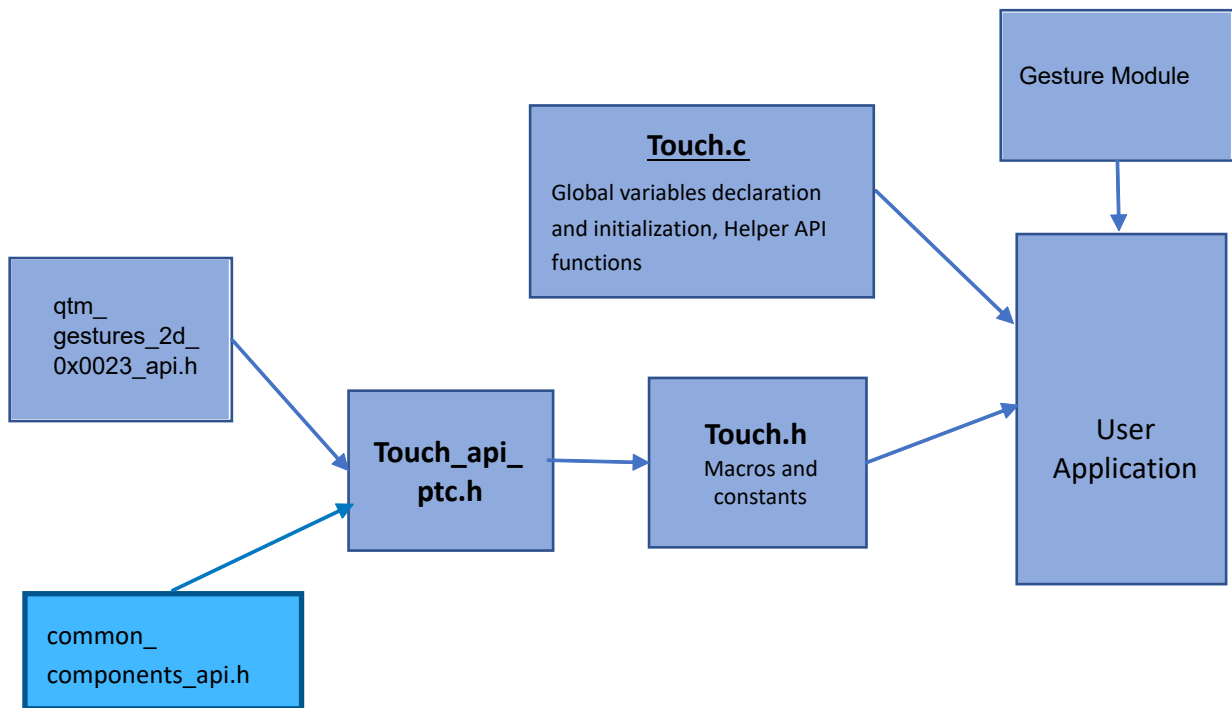 Gesture Module
Touch.c
Global variables declaration
and initialization, Helper API
functions
qtm_
gestures_2d_
0x0023_api.h
Touch_api_
ptc.h
Touch.h
Macros and
constants
User
Application
common_
components_api.h